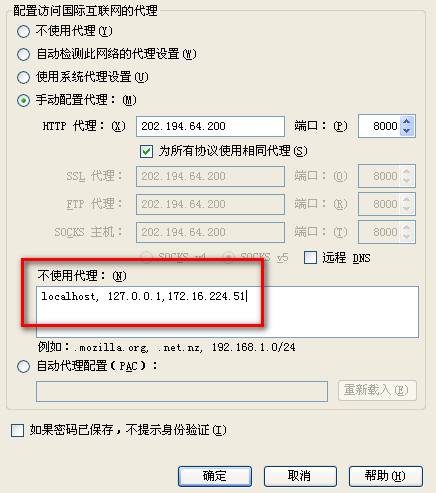 配置访问国际互联网的代理
不使用代理(Y)
自动检测此网络的代理设置(W)
使用系统代理设置(U)
手动配置代理：(M)
HTTP 代理：(X) 202.194.64.200 端口：(P) 8000
为所有协议使用相同代理(S)
SSL 代理： 202.194.64.200 端口：(O) 8000
FTP 代理： 202.194.64.200 端口：(R) 8000
SOCKS 主机： 202.194.64.200 端口：(T) 8000
SOCKS v4 SOCKS v5 远程 DNS
不使用代理：(N)
localhost, 127.0.0.1,172.16.224.51
例如：.mozilla.org, .net.nz, 192.168.1.0/24
自动代理配置（PAC）：
重新载入(E)
如果密码已保存，不提示身份验证(I)
确定 取消 帮助(H)